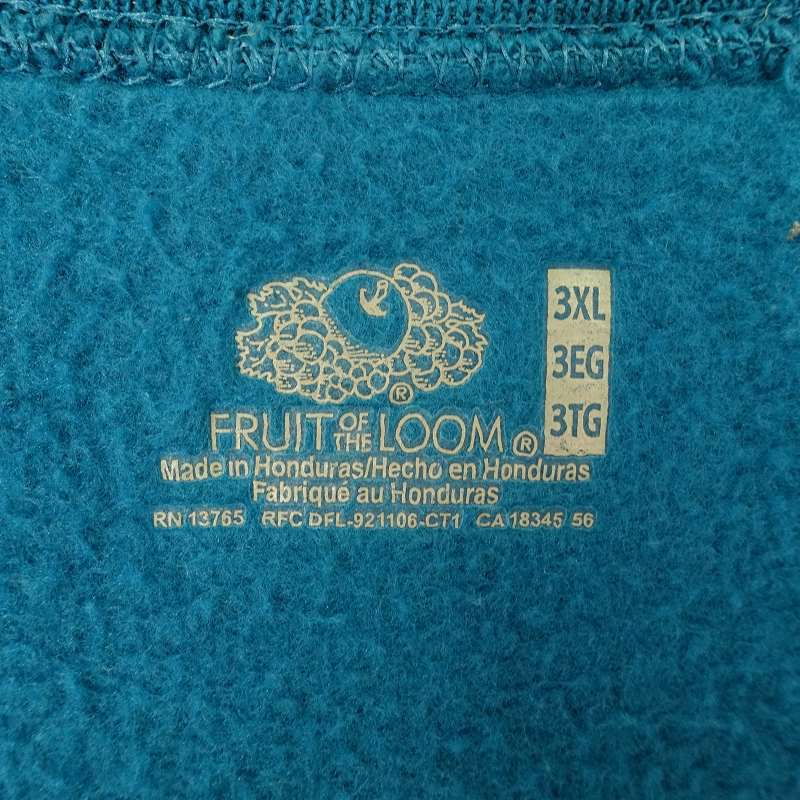 3XL
3EG
3TG
®
FRUIT OF THE LOOM ®
Made in Honduras/Hecho en Honduras
Fabriqué au Honduras
RN 13765 RFC DFL-921106-CT1 CA 18345 56